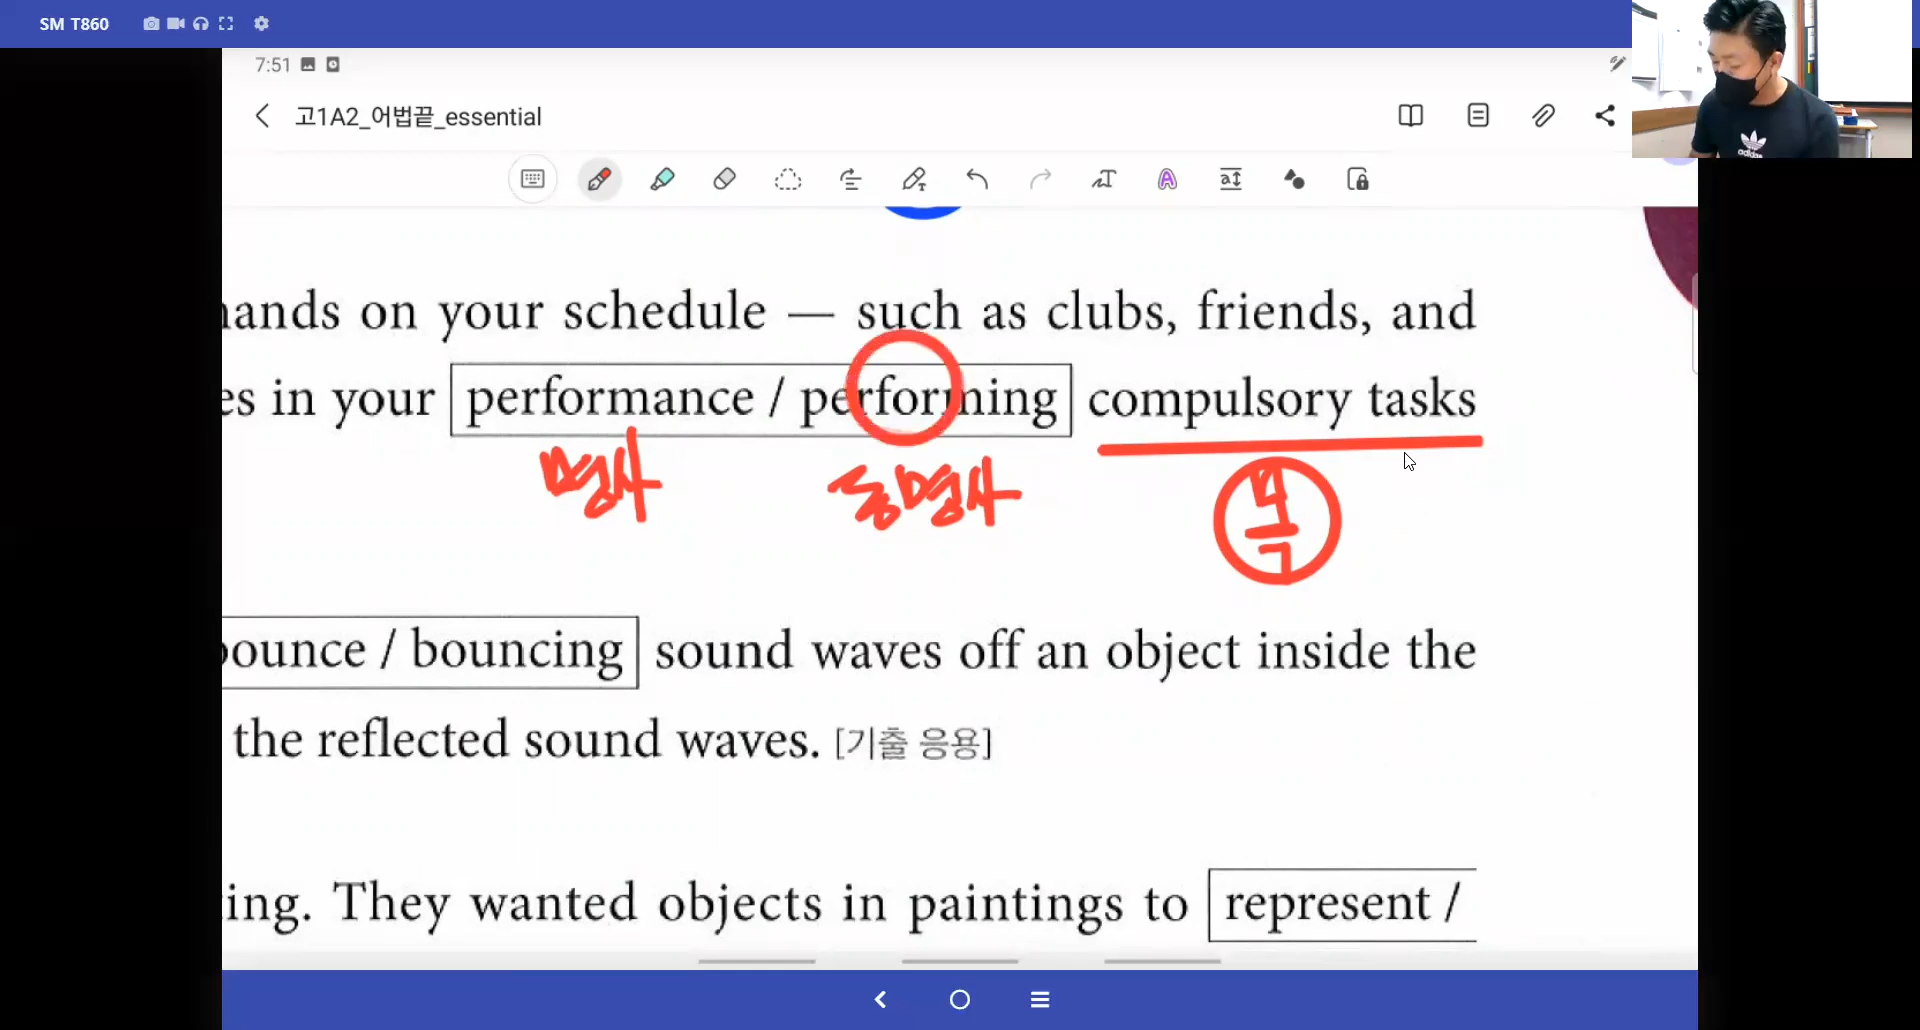 SM T860
7:51
고1A2_어법끝_essential
hands on your schedule — such as clubs, friends, and
es in your performance / performing compulsory tasks
명사 동명사 목
bounce / bouncing sound waves off an object inside the
the reflected sound waves. [기출 응용]
ing. They wanted objects in paintings to represent /
adidas